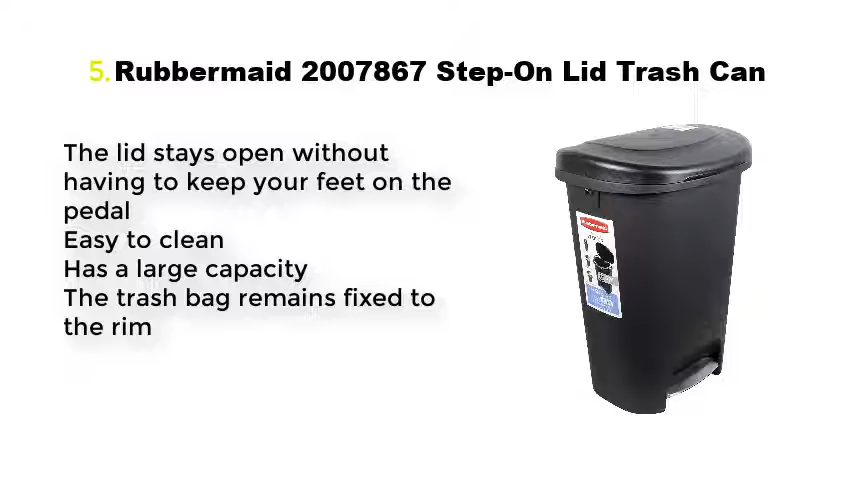 5. Rubbermaid 2007867 Step-On Lid Trash Can
The lid stays open without
having to keep your feet on the
pedal
Easy to clean
Has a large capacity
The trash bag remains fixed to
the rim
Rubbermaid